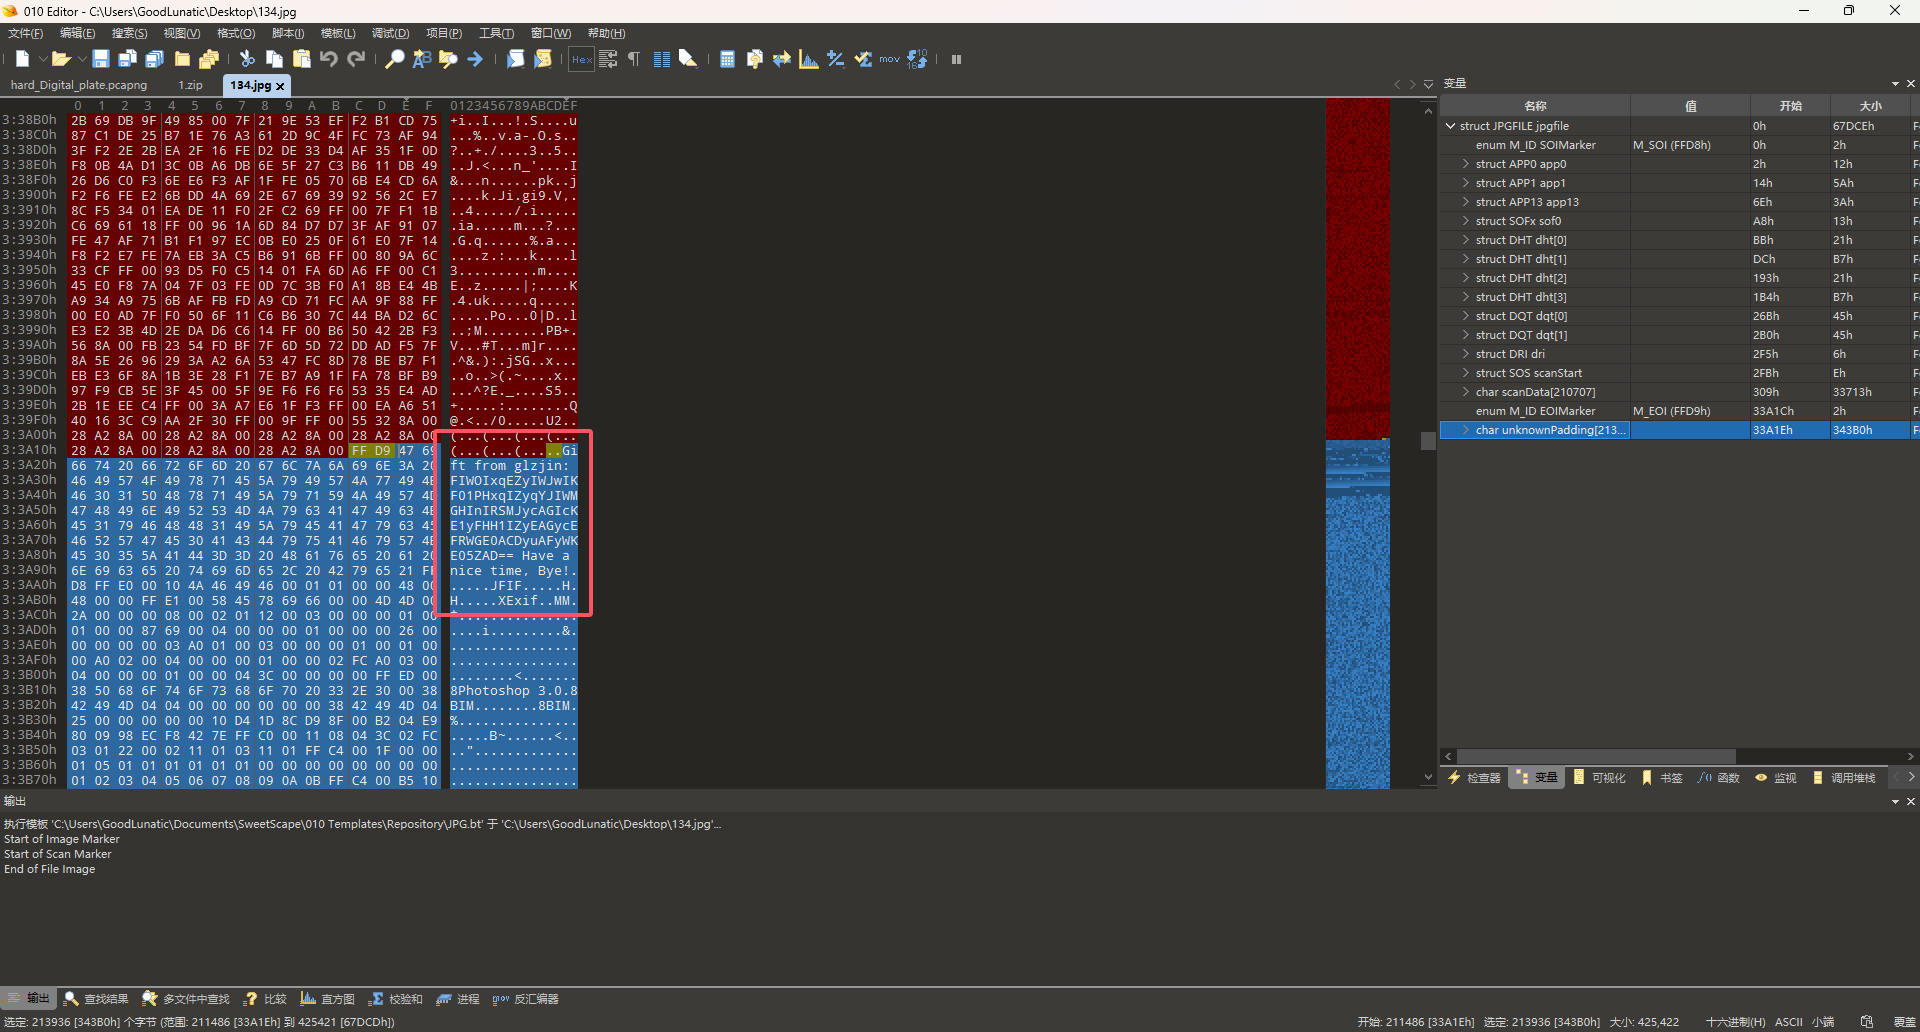 010 Editor - C:\Users\GoodLunatic\Desktop\134.jpg
文件(F) 编辑(E) 搜索(S) 视图(V) 格式(O) 脚本(I) 模板(L) 调试(D) 项目(P) 工具(T) 窗口(W) 帮助(H)
hard_Digital_plate.pcapng 1.zip 134.jpg
0 1 2 3 4 5 6 7 8 9 A B C D E F 0123456789ABCDEF
3:38B0h 2B 69 DB 9F 49 85 00 7F 21 9E 53 EF F2 B1 CD 75 +i..I...!.S....u
3:38C0h 87 C1 DE 25 B7 1E 76 A3 61 2D 9C 4F FC 73 AF 94 ...%..v.a-.O.s..
3:38D0h 3F F2 2E 2B EA 2F 16 FE D2 DE 33 D4 AF 35 1F 0D ?..+./....3..5..
3:38E0h F8 0B 4A D1 3C 0B A6 DB 6E 5F 27 C3 B6 11 DB 49 ..J.<...n_'....I
3:38F0h 26 D6 C0 F3 6E E6 F3 AF 1F FE 05 70 6B E4 CD 6A &...n......pk..j
3:3900h F2 F6 FE E2 6B DD 4A 69 2E 67 69 39 92 56 2C E7 ....k.Ji.gi9.V,.
3:3910h 8C F5 34 01 EA DE 11 F0 2F C2 69 FF 00 7F F1 1B ..4...../.i.....
3:3920h C6 69 61 18 FF 00 96 1A 6D 84 D7 D7 3F AF 91 07 .ia.....m...?...
3:3930h FE 47 AF 71 B1 F1 97 EC 0B E0 25 0F 61 E0 7F 14 .G.q......%.a...
3:3940h F8 F2 E7 FE 7A EB 3A C5 B6 91 6B FF 00 80 9A 6C ....z.:...k....l
3:3950h 33 CF FF 00 93 D5 F0 C5 14 01 FA 6D A6 FF 00 C1 3..........m....
3:3960h 45 E0 F8 7A 04 7F 03 FE 0D 7C 3B F0 A1 8B E4 4B E..z.....|;....K
3:3970h A9 34 A9 75 6B AF FB FD A9 CD 71 FC AA 9F 88 FF .4.uk.....q.....
3:3980h 00 E0 AD 7F F0 50 6F 11 C6 B6 30 7C 44 BA D2 6C .....Po...0|D..l
3:3990h E3 E2 3B 4D 2E DA D6 C6 14 FF 00 B6 50 42 2B F3 ..;M........PB+.
3:39A0h 56 8A 00 FB 23 54 FD BF 7F 6D 5D 72 DD AD F5 7F V...#T...m]r....
3:39B0h 8A 5E 26 96 29 3A A2 6A 53 47 FC 8D 78 BE B7 F1 .^&.):.jSG..x...
3:39C0h EB E3 6F 8A 1B 3E 28 F1 7E B7 A9 1F FA 78 BF B9 ..o..>(.~....x..
3:39D0h 97 F9 CB 5E 3F 45 00 5F 9E F6 F6 F6 53 35 E4 AD ...^?E._....S5..
3:39E0h 2B 1E EE C4 FF 00 3A A7 E6 1F F3 FF 00 EA A6 51 +.....:........Q
3:39F0h 40 16 3C C9 AA 2F 30 FF 00 9F FF 00 55 32 8A 00 @.<../0.....U2..
3:3A00h 28 A2 8A 00 28 A2 8A 00 28 A2 8A 00 28 A2 8A 00 (...(...(...(...
3:3A10h 28 A2 8A 00 28 A2 8A 00 28 A2 8A 00 FF D9 47 69 (...(...(.....Gi
3:3A20h 66 74 20 66 72 6F 6D 20 67 6C 7A 6A 69 6E 3A 20 ft from glzjin:
3:3A30h 46 49 57 4F 49 78 71 45 5A 79 49 57 4A 77 49 4B FIWOIxqEZyIWJwIK
3:3A40h 46 30 31 50 48 78 71 49 5A 79 71 59 4A 49 57 4D F01PHxqIZyqYJIWM
3:3A50h 47 48 49 6E 49 52 53 4D 4A 79 63 41 47 49 63 4B GHInIRSMJycAGIcK
3:3A60h 45 31 79 46 48 48 31 49 5A 79 45 41 47 79 63 45 E1yFHH1IZyEAGycE
3:3A70h 46 52 57 47 45 30 41 43 44 79 75 41 46 79 57 4B FRWGE0ACDyuAFyWK
3:3A80h 45 30 35 5A 41 44 3D 3D 20 48 61 76 65 20 61 20 E05ZAD== Have a
3:3A90h 6E 69 63 65 20 74 69 6D 65 2C 20 42 79 65 21 FF nice time, Bye!.
3:3AA0h D8 FF E0 00 10 4A 46 49 46 00 01 01 00 00 48 00 .....JFIF.....H.
3:3AB0h 48 00 00 FF E1 00 58 45 78 69 66 00 00 4D 4D 00 H.....XExif..MM.
3:3AC0h 2A 00 00 00 08 00 02 01 12 00 03 00 00 00 01 00 *...............
3:3AD0h 01 00 00 87 69 00 04 00 00 00 01 00 00 00 26 00 ....i.........&.
3:3AE0h 00 00 00 00 03 A0 01 00 03 00 00 00 01 00 01 00 ................
3:3AF0h 00 A0 02 00 04 00 00 00 01 00 00 02 FC A0 03 00 ................
3:3B00h 04 00 00 00 01 00 00 04 3C 00 00 00 00 FF ED 00 ........<.......
3:3B10h 38 50 68 6F 74 6F 73 68 6F 70 20 33 2E 30 00 38 8Photoshop 3.0.8
3:3B20h 42 49 4D 04 04 00 00 00 00 00 00 38 42 49 4D 04 BIM........8BIM.
3:3B30h 25 00 00 00 00 00 10 D4 1D 8C D9 8F 00 B2 04 E9 %...............
3:3B40h 80 09 98 EC F8 42 7E FF C0 00 11 08 04 3C 02 FC .....B~......<..
3:3B50h 03 01 22 00 02 11 01 03 11 01 FF C4 00 1F 00 00 ..".............
3:3B60h 01 05 01 01 01 01 01 01 00 00 00 00 00 00 00 00 ................
3:3B70h 01 02 03 04 05 06 07 08 09 0A 0B FF C4 00 B5 10 ................
变量
名称 值 开始 大小
struct JPGFILE jpgfile 0h 67DCEh F
enum M_ID SOIMarker M_SOI (FFD8h) 0h 2h F
struct APP0 app0 2h 12h F
struct APP1 app1 14h 5Ah F
struct APP13 app13 6Eh 3Ah F
struct SOFx sof0 A8h 13h F
struct DHT dht[0] BBh 21h F
struct DHT dht[1] DCh B7h F
struct DHT dht[2] 193h 21h F
struct DHT dht[3] 1B4h B7h F
struct DQT dqt[0] 26Bh 45h F
struct DQT dqt[1] 2B0h 45h F
struct DRI dri 2F5h 6h F
struct SOS scanStart 2FBh Eh F
char scanData[210707] 309h 33713h F
enum M_ID EOIMarker M_EOI (FFD9h) 33A1Ch 2h F
char unknownPadding[213... 33A1Eh 343B0h F
检查器 变量 可视化 书签 函数 监视 调用堆栈
输出
执行模板 'C:\Users\GoodLunatic\Documents\SweetScape\010 Templates\Repository\JPG.bt' 于 'C:\Users\GoodLunatic\Desktop\134.jpg'...
Start of Image Marker
Start of Scan Marker
End of File Image
输出 查找结果 多文件中查找 比较 直方图 校验和 进程 反汇编器
选定: 213936 [343B0h] 个字节 (范围: 211486 [33A1Eh] 到 425421 [67DCDh]) 开始: 211486 [33A1Eh] 选定: 213936 [343B0h] 大小: 425,422 十六进制(H) ASCII 小端 覆盖